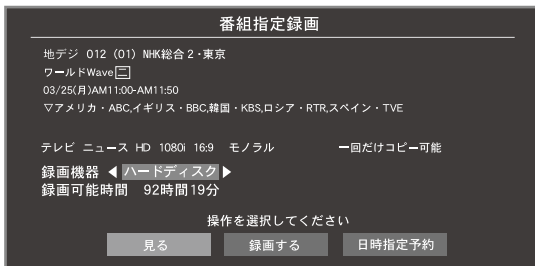 番組指定録画
地デジ 012 (01) NHK総合2・東京
ワールドWave二
03/25(月)AM11:00-AM11:50
▽アメリカ・ABC,イギリス・BBC,韓国・KBS,ロシア・RTR,スペイン・TVE
テレビ ニュース HD 1080i 16:9 モノラル 一回だけコピー可能
録画機器 ◀ ハードディスク ▶
録画可能時間 92時間19分
操作を選択してください
見る 録画する 日時指定予約